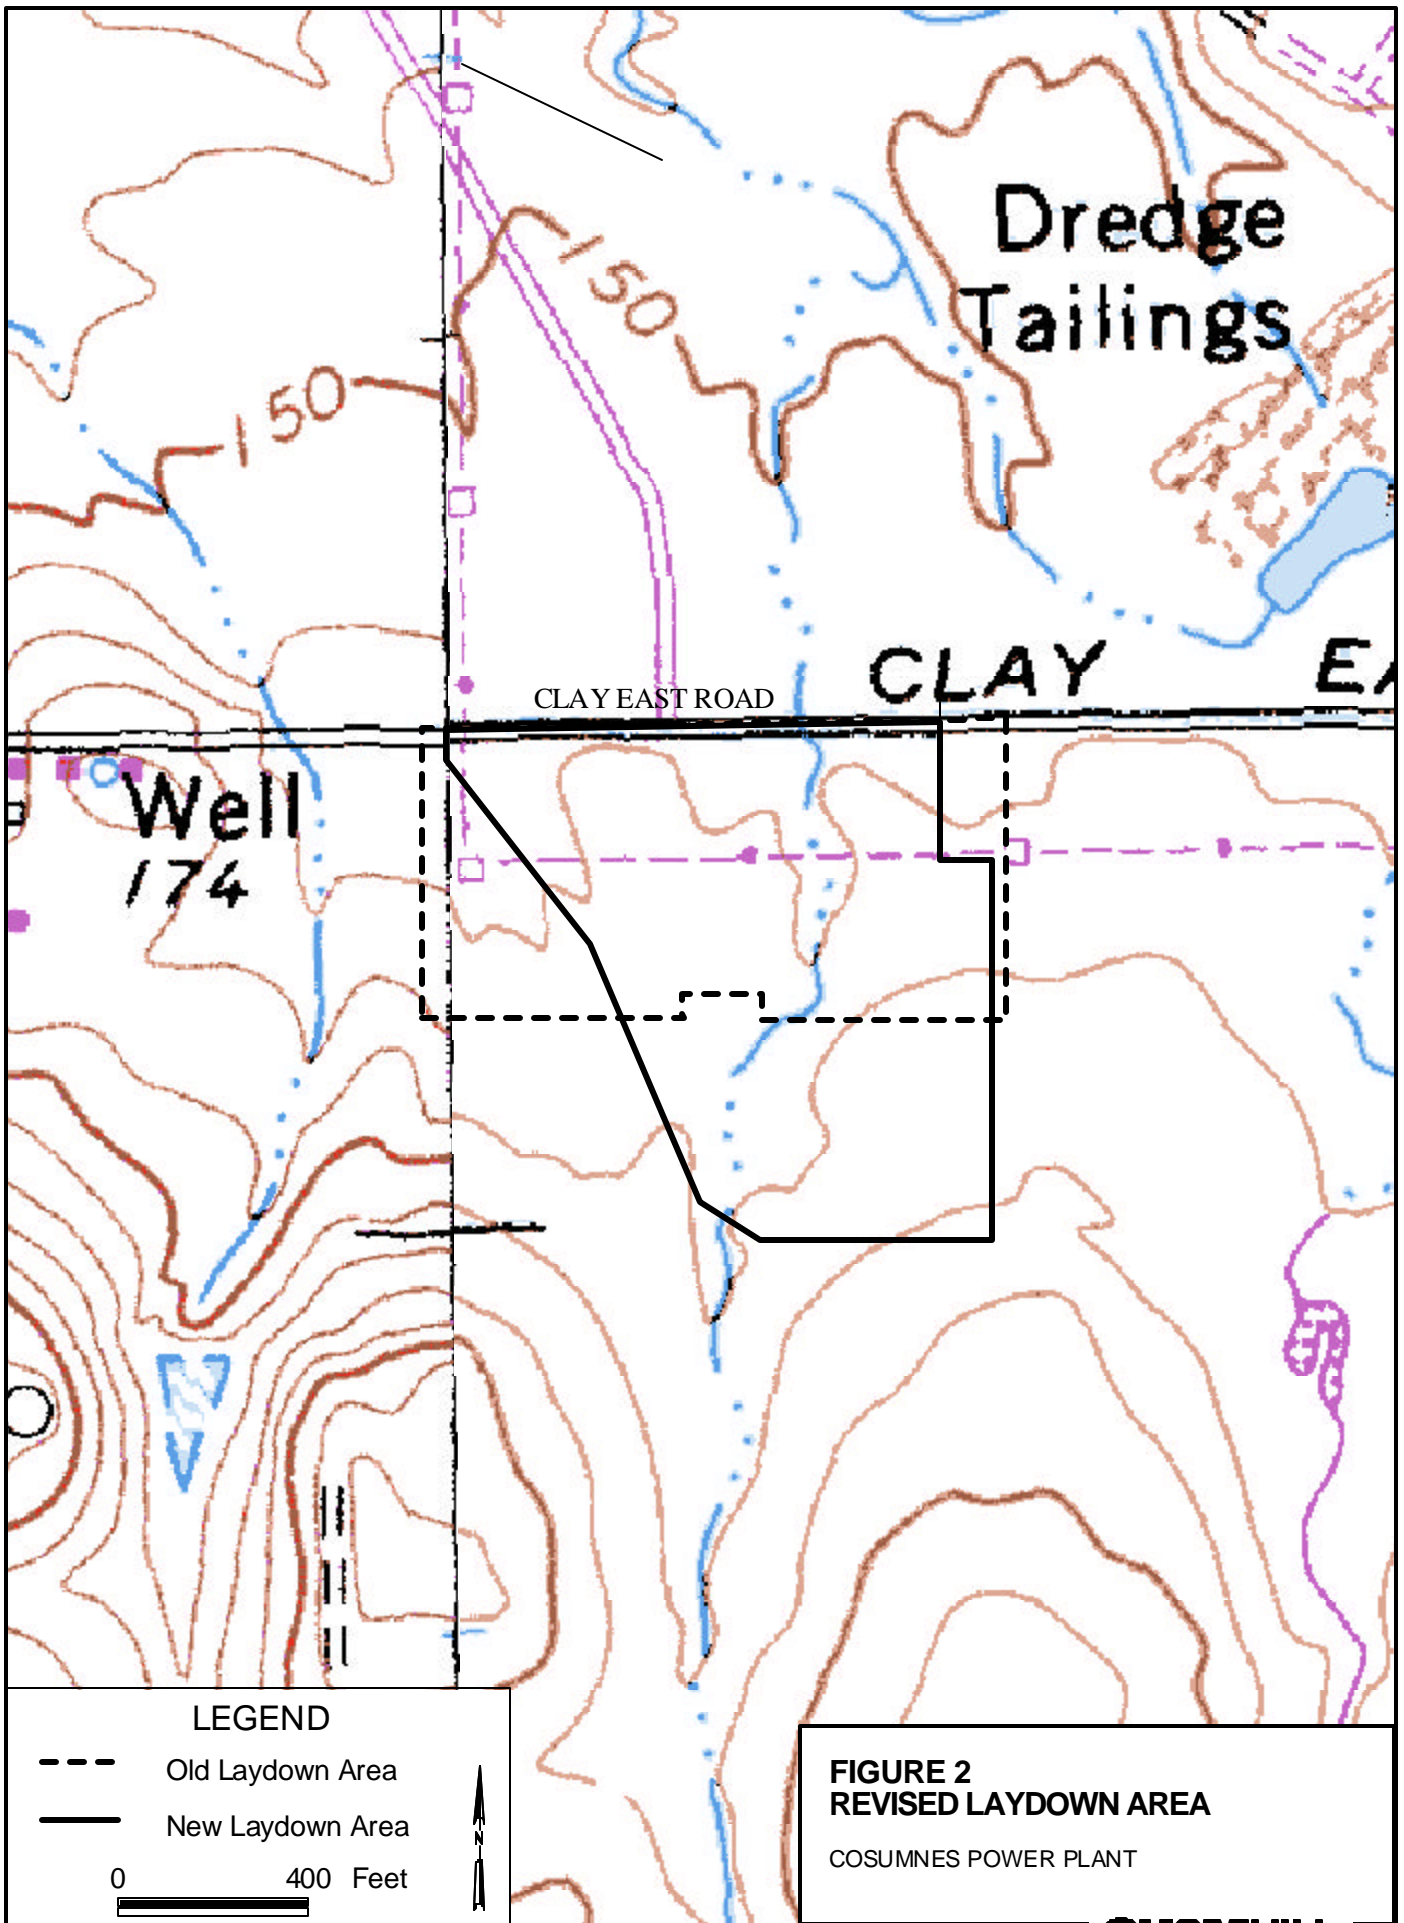 Dredge
Tailings
150
150
CLAY
CLAY EAST ROAD
Well
174
LEGEND
Old Laydown Area
New Laydown Area
N
0 400 Feet
FIGURE 2
REVISED LAYDOWN AREA
COSUMNES POWER PLANT